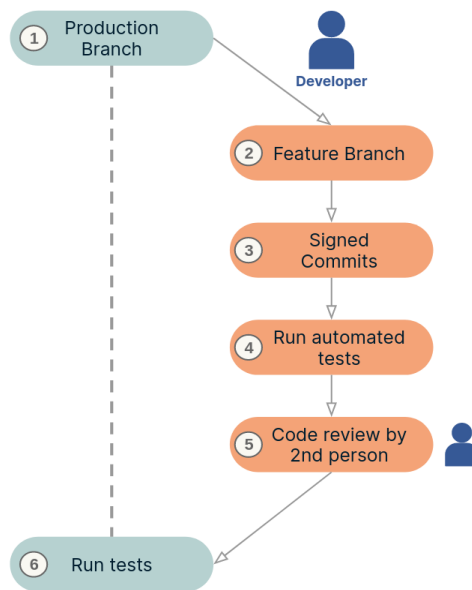 1
Production
Branch
Developer
2
Feature Branch
3
Signed
Commits
4
Run automated
tests
5
Code review by
2nd person
6
Run tests